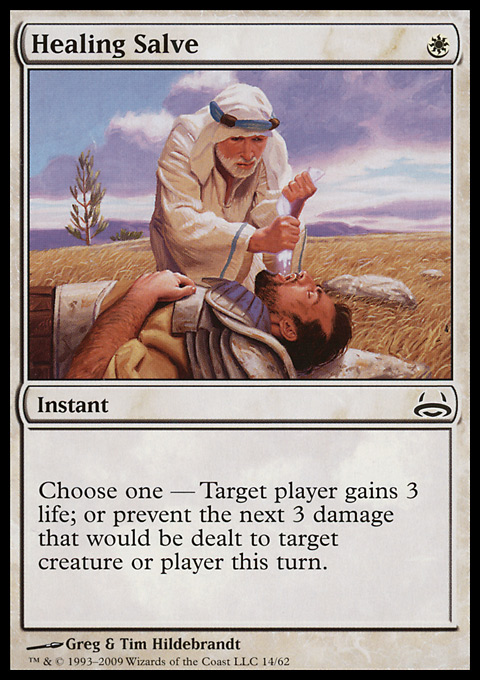 Healing Salve
Instant
Choose one — Target player gains 3
life; or prevent the next 3 damage
that would be dealt to target
creature or player this turn.
Greg & Tim Hildebrandt
™ & © 1993–2009 Wizards of the Coast LLC 14/62